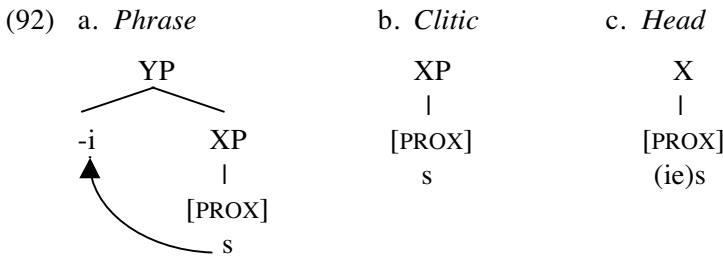 (92) a. Phrase b. Clitic c. Head
YP XP X
-i XP [PROX] [PROX]
[PROX] s (ie)s
s